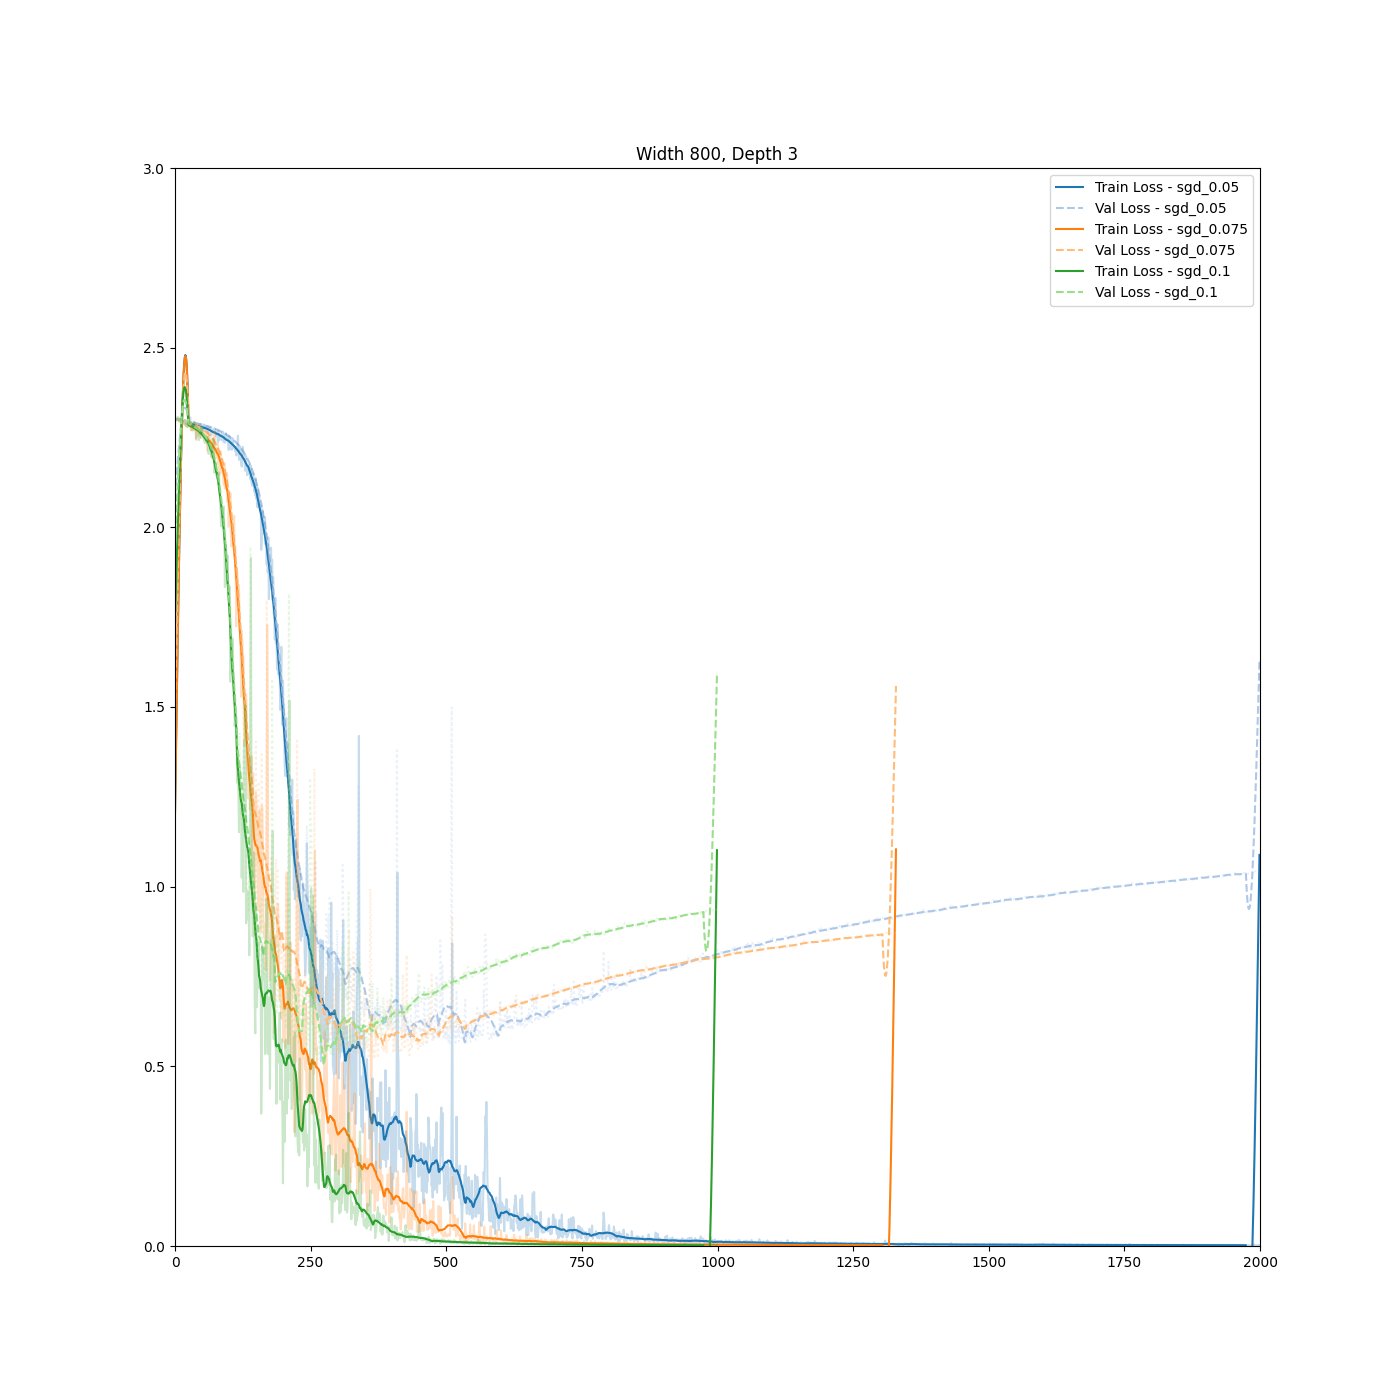 Width 800, Depth 3
3.0
2.5
2.0
1.5
1.0
0.5
0.0
0
250
500
750
1000
1250
1500
1750
2000
Train Loss - sgd_0.05
Val Loss - sgd_0.05
Train Loss - sgd_0.075
Val Loss - sgd_0.075
Train Loss - sgd_0.1
Val Loss - sgd_0.1